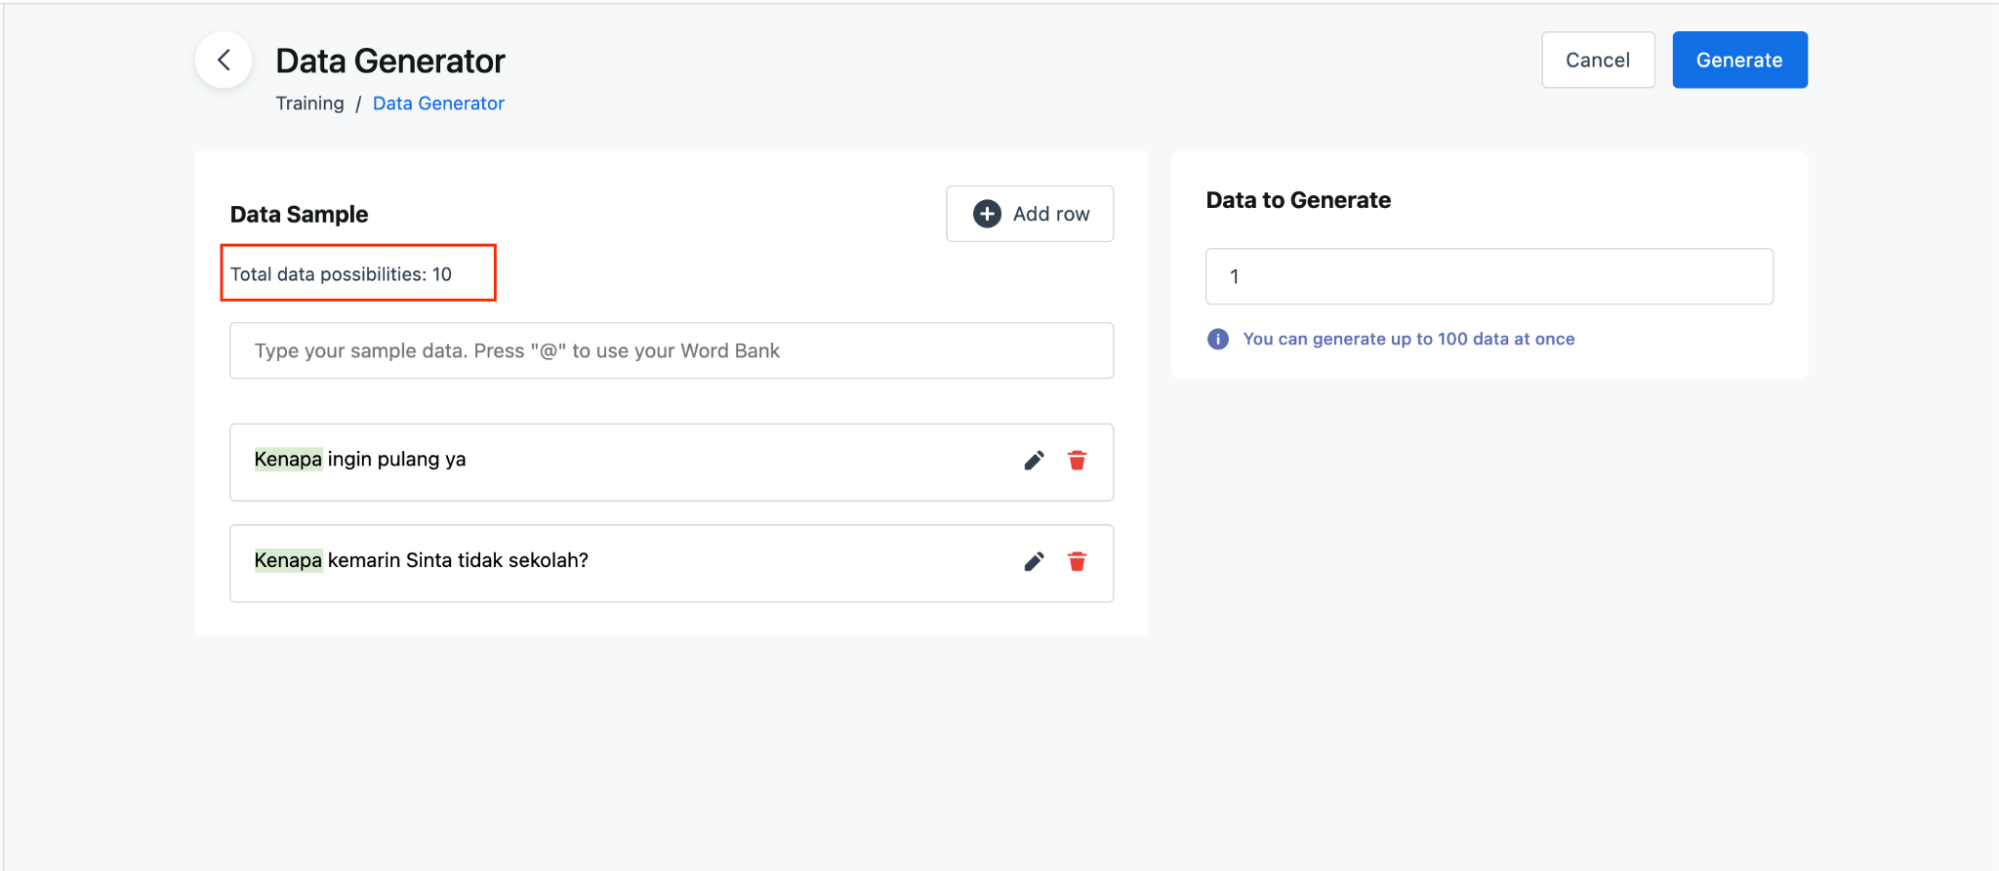 Data Generator
Training / Data Generator
Cancel
Generate
Data Sample
Add row
Total data possibilities: 10
Type your sample data. Press "@" to use your Word Bank
Kenapa ingin pulang ya
Kenapa kemarin Sinta tidak sekolah?
Data to Generate
1
You can generate up to 100 data at once